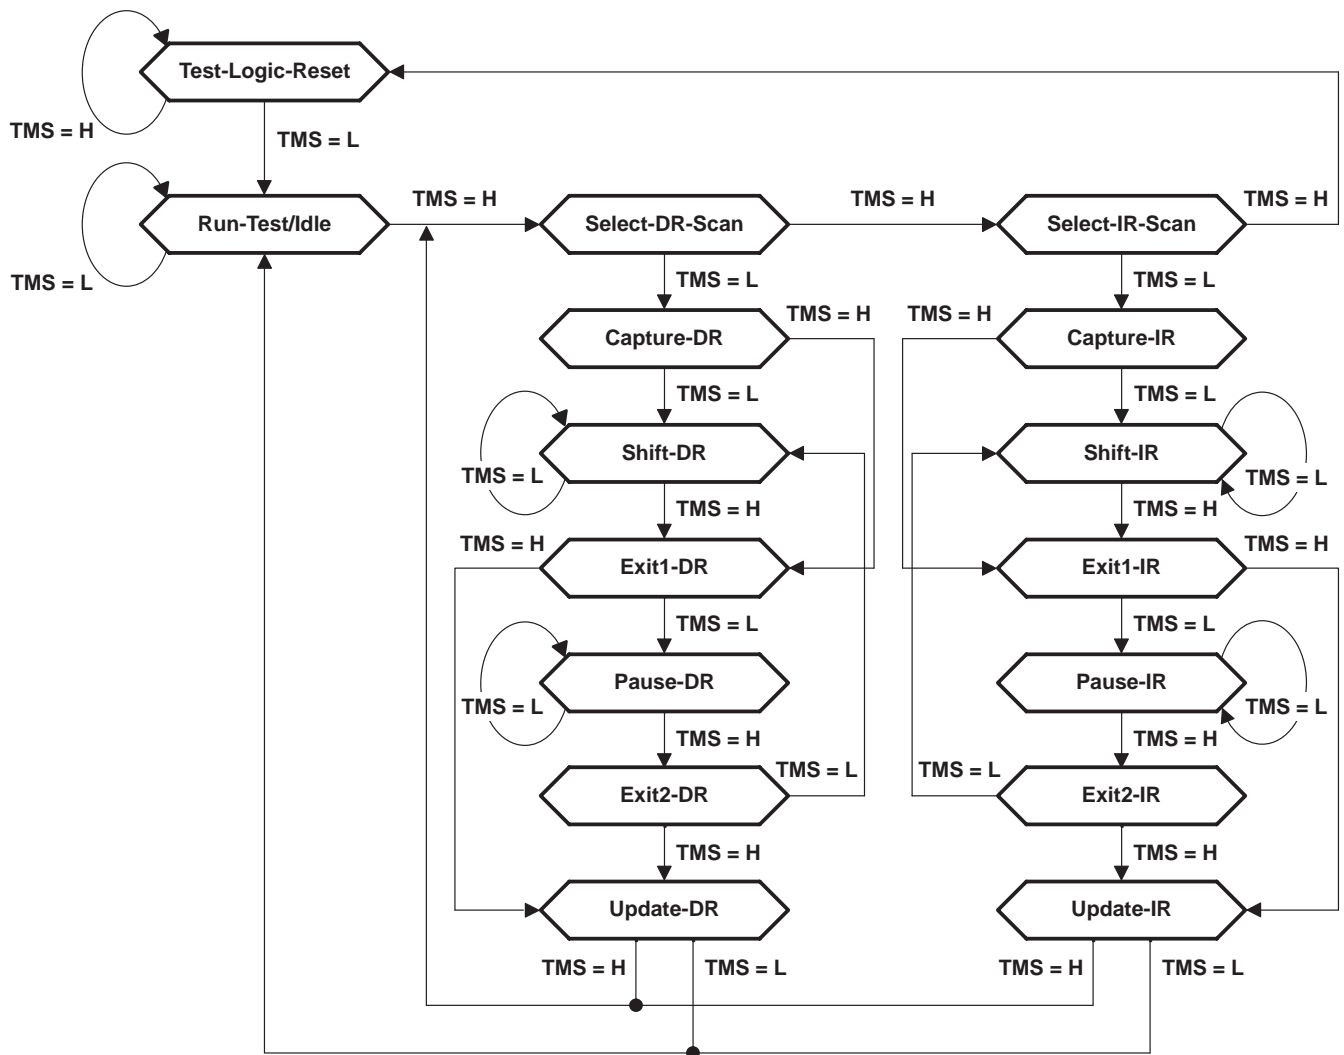 Test-Logic-Reset
TMS = H
TMS = L
TMS = H
TMS = H
TMS = H
Run-Test/Idle
Select-DR-Scan
Select-IR-Scan
TMS = L
TMS = L
TMS = L
TMS = H
TMS = H
Capture-DR
Capture-IR
TMS = L
TMS = L
Shift-DR
Shift-IR
TMS = L
TMS = L
TMS = H
TMS = H
TMS = H
TMS = H
Exit1-DR
Exit1-IR
TMS = L
TMS = L
Pause-DR
Pause-IR
TMS = L
TMS = L
TMS = H
TMS = H
TMS = L
TMS = L
Exit2-DR
Exit2-IR
TMS = H
TMS = H
Update-DR
Update-IR
TMS = H
TMS = L
TMS = H
TMS = L